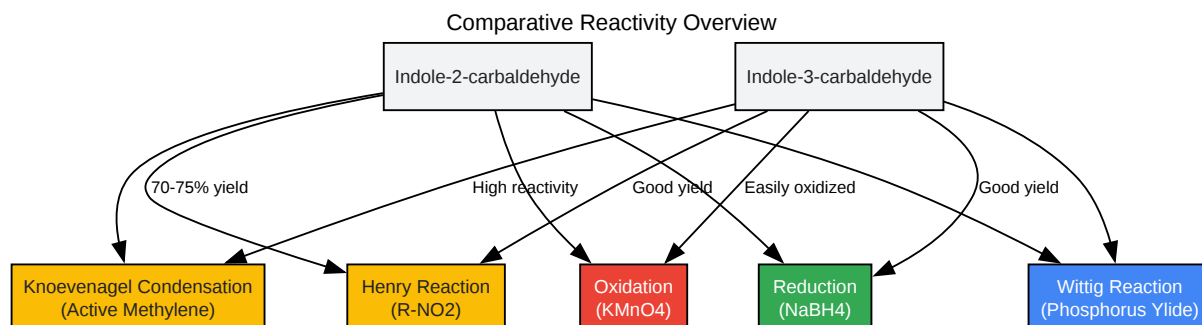 Comparative Reactivity Overview
Indole-2-carbaldehyde
Indole-3-carbaldehyde
70-75% yield
High reactivity
Good yield
Easily oxidized
Good yield
Knoevenagel Condensation
(Active Methylene)
Henry Reaction
(R-NO2)
Oxidation
(KMnO4)
Reduction
(NaBH4)
Wittig Reaction
(Phosphorus Ylide)